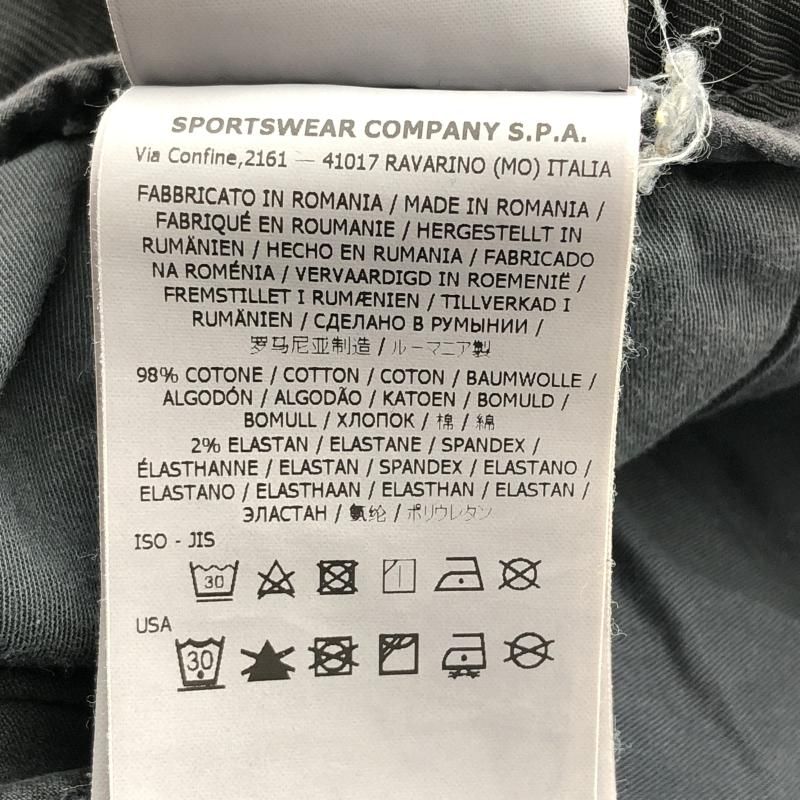 SPORTSWEAR COMPANY S.P.A.
Via Confine,2161 — 41017 RAVARINO (MO) ITALIA
FABBRICATO IN ROMANIA / MADE IN ROMANIA /
FABRIQUÉ EN ROUMANIE / HERGESTELLT IN
RUMÄNIEN / HECHO EN RUMANIA / FABRICADO
NA ROMÉNIA / VERVAARDIGD IN ROEMENIË /
FREMSTILLET I RUMÆNIEN / TILLVERKAD I
RUMÄNIEN / СДЕЛАНО В РУМЫНИИ /
罗马尼亚制造 / ルーマニア製
98% COTONE / COTTON / COTON / BAUMWOLLE /
ALGODÓN / ALGODÃO / KATOEN / BOMULD /
BOMULL / ХЛОПОК / 棉 / 綿
2% ELASTAN / ELASTANE / SPANDEX /
ÉLASTHANNE / ELASTAN / SPANDEX / ELASTANO /
ELASTANO / ELASTHAAN / ELASTHAN / ELASTAN /
ЭЛАСТАН / 氨纶 / ポリウレタン
ISO - JIS
30
USA
30